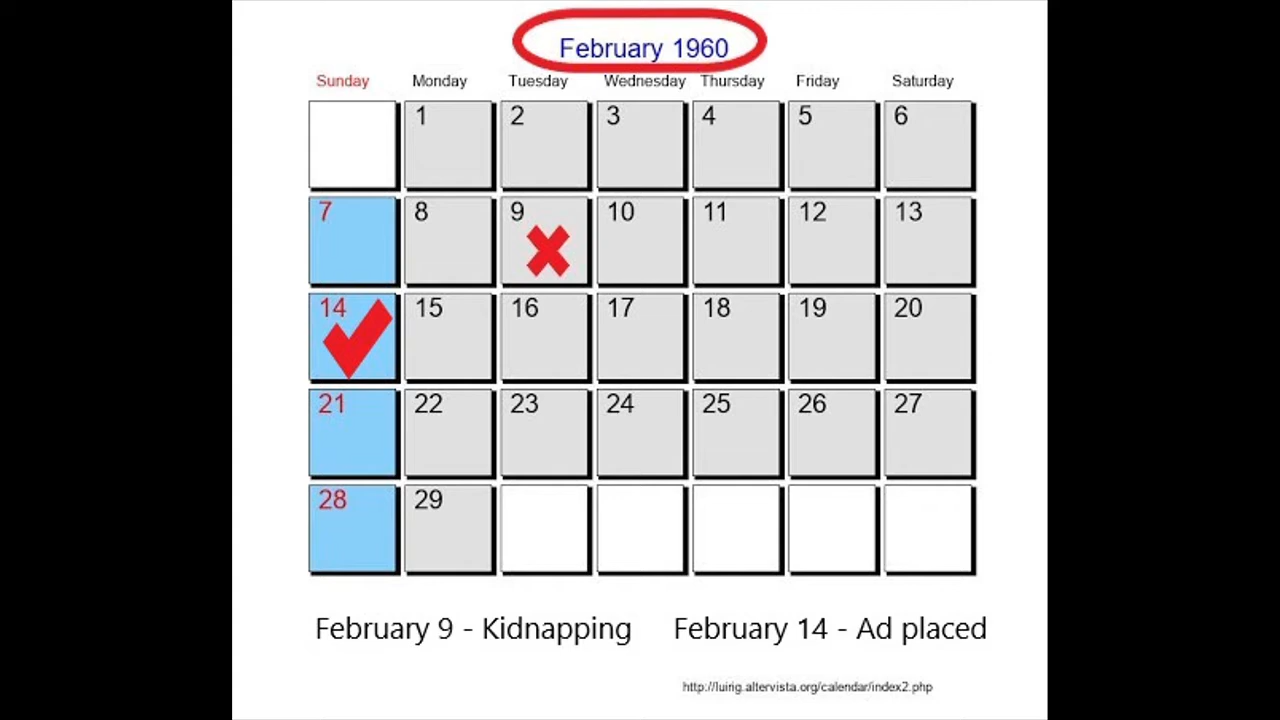 February 1960
Sunday Monday Tuesday Wednesday Thursday Friday Saturday
1 2 3 4 5 6
7 8 9 10 11 12 13
14 15 16 17 18 19 20
21 22 23 24 25 26 27
28 29
February 9 - Kidnapping February 14 - Ad placed
http://luirig.altervista.org/calendar/index2.php